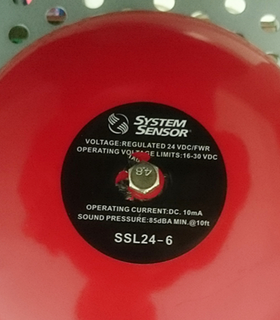 SYSTEM
SENSOR®
VOLTAGE:REGULATED 24 VDC/FWR
OPERATING VOLTAGE LIMITS:16-30 VDC
OPERATING CURRENT:DC. 10mA
SOUND PRESSURE:85dBA MIN.@10ft
SSL24-6